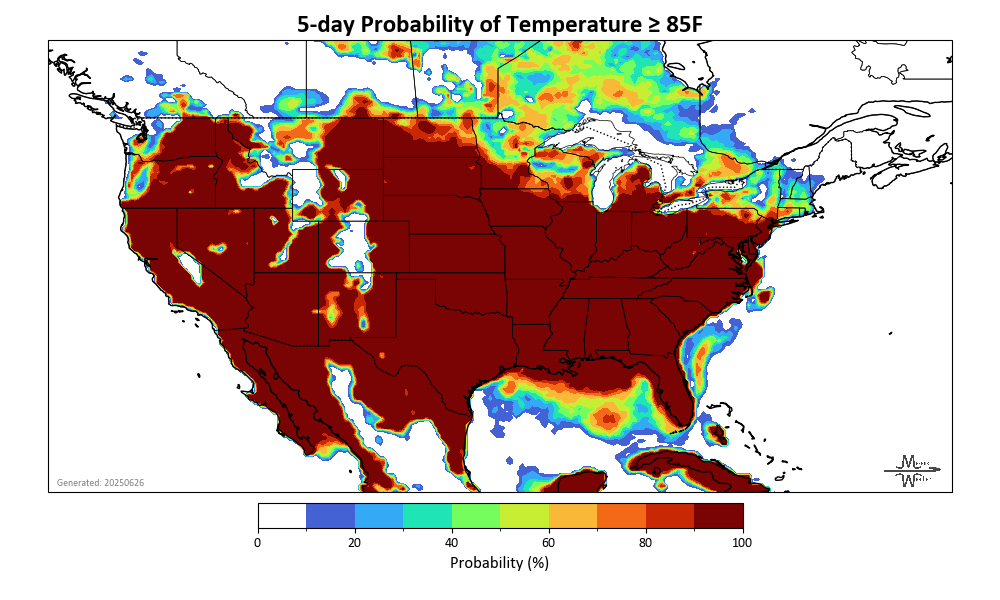 5-day Probability of Temperature ≥ 85F
Generated: 20250626
0 20 40 60 80 100
Probability (%)